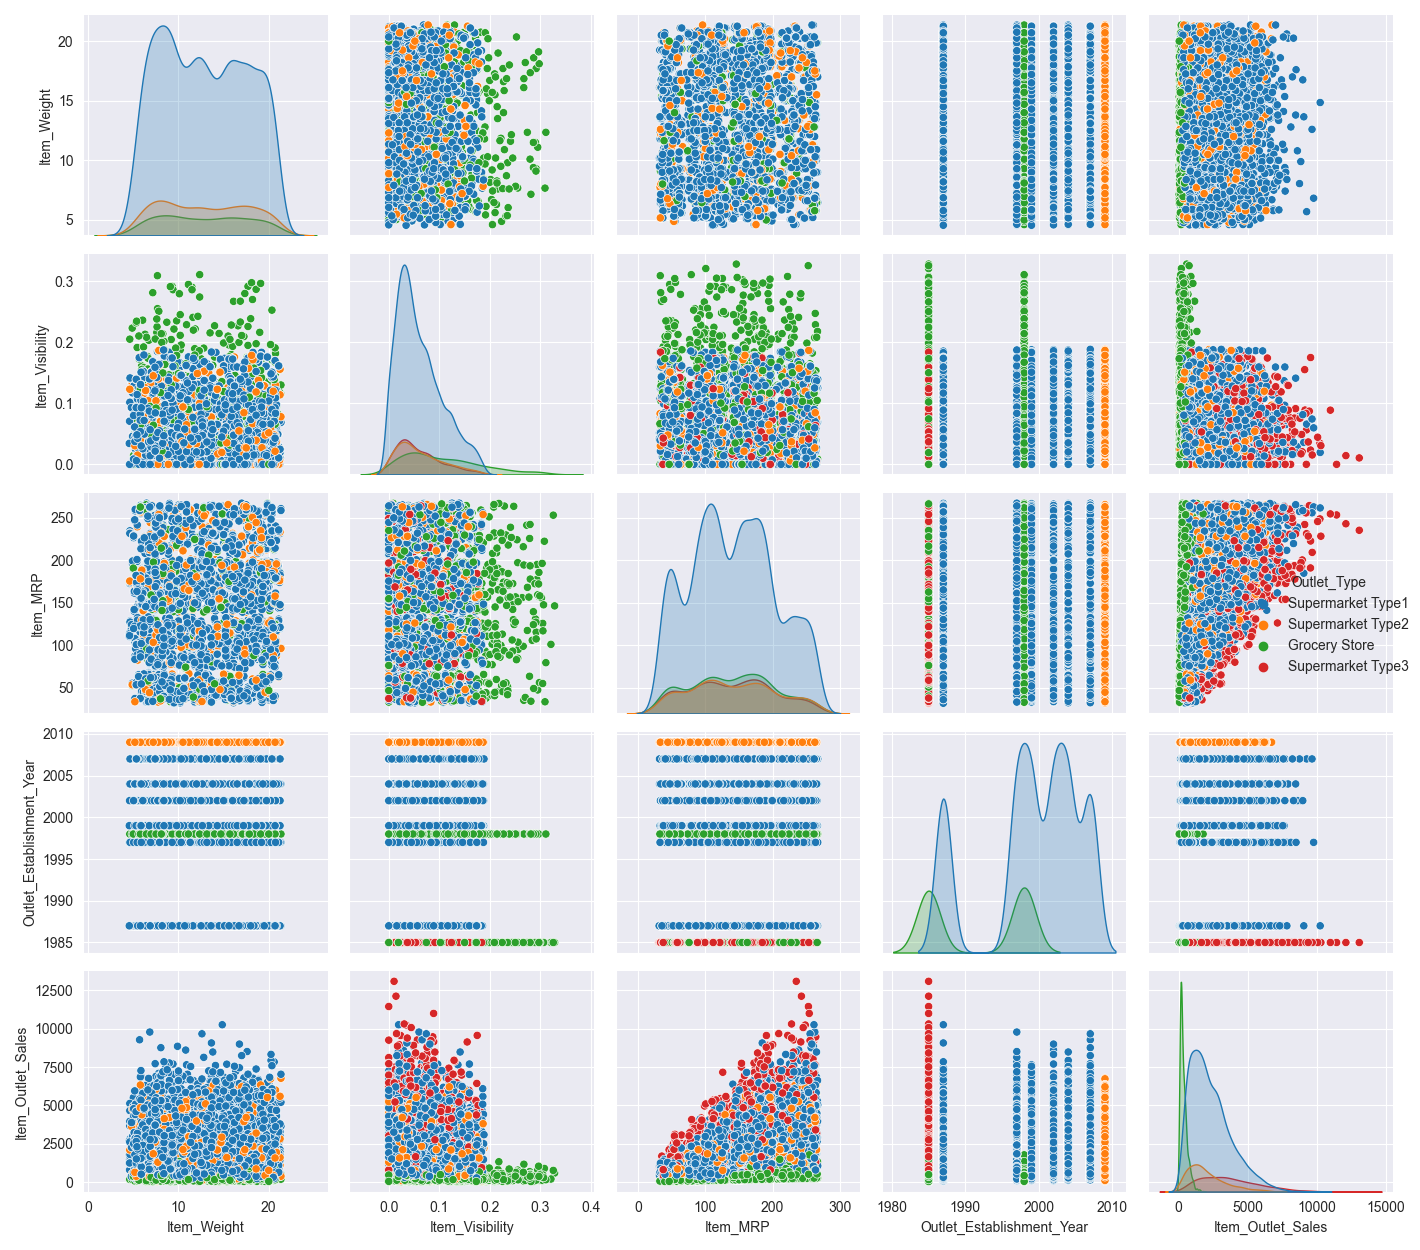 20
15
10
5
Item_Weight
0.3
0.2
0.1
0.0
Item_Visibility
250
200
150
100
50
Item_MRP
Outlet_Type
Supermarket Type1
Supermarket Type2
Grocery Store
Supermarket Type3
2010
2005
2000
1995
1990
1985
Outlet_Establishment_Year
12500
10000
7500
5000
2500
0
Item_Outlet_Sales
0 10 20
Item_Weight
0.0 0.1 0.2 0.3 0.4
Item_Visibility
0 100 200 300
Item_MRP
1980 1990 2000 2010
Outlet_Establishment_Year
0 5000 10000 15000
Item_Outlet_Sales